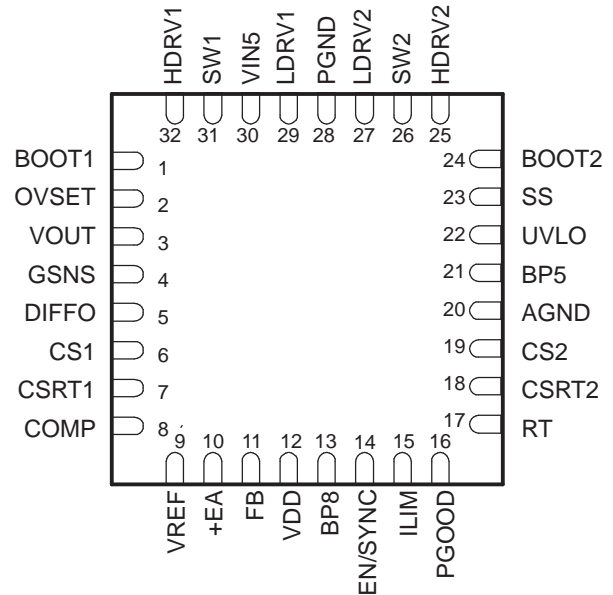 HDRV1 SW1 VIN5 LDRV1 PGND LDRV2 SW2 HDRV2
32 31 30 29 28 27 26 25
BOOT1 1 24 BOOT2
OVSET 2 23 SS
VOUT 3 22 UVLO
GSNS 4 21 BP5
DIFFO 5 20 AGND
CS1 6 19 CS2
CSRT1 7 18 CSRT2
COMP 8 17 RT
9 10 11 12 13 14 15 16
VREF +EA FB VDD BP8 EN/SYNC ILIM PGOOD